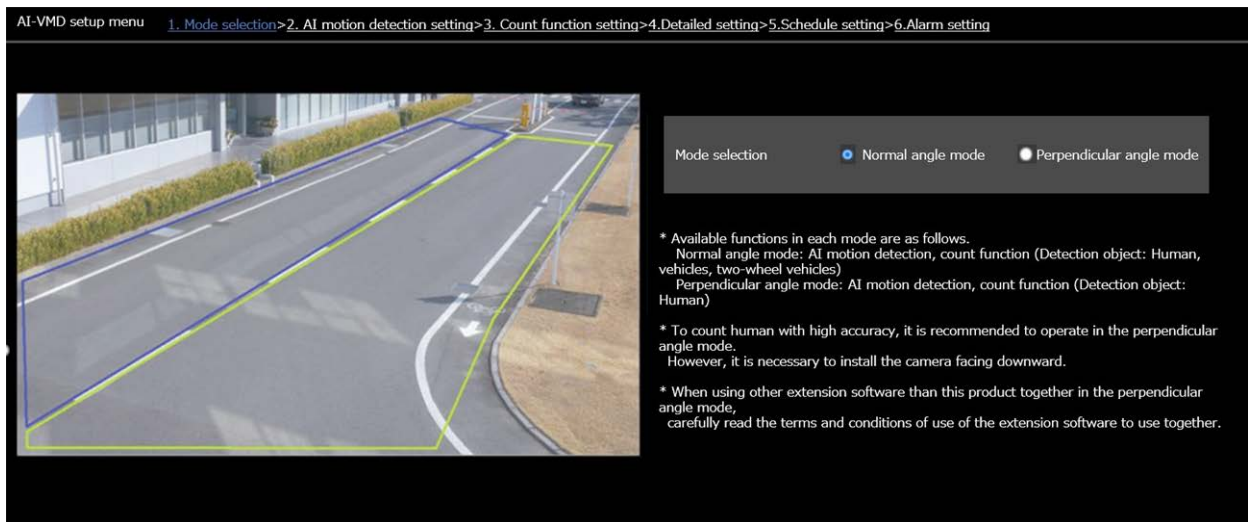 AI-VMD setup menu 1. Mode selection>2. AI motion detection setting>3. Count function setting>4.Detailed setting>5.Schedule setting>6.Alarm setting
Mode selection Normal angle mode Perpendicular angle mode
* Available functions in each mode are as follows.
Normal angle mode: AI motion detection, count function (Detection object: Human,
vehicles, two-wheel vehicles)
Perpendicular angle mode: AI motion detection, count function (Detection object:
Human)
* To count human with high accuracy, it is recommended to operate in the perpendicular
angle mode.
However, it is necessary to install the camera facing downward.
* When using other extension software than this product together in the perpendicular
angle mode,
carefully read the terms and conditions of use of the extension software to use together.